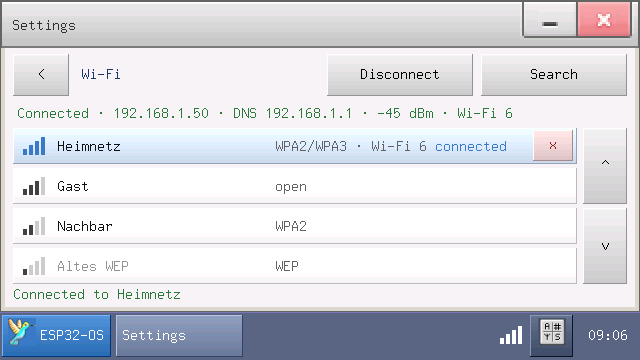 Settings
< Wi-Fi Disconnect Search
Connected · 192.168.1.50 · DNS 192.168.1.1 · -45 dBm · Wi-Fi 6
Heimnetz WPA2/WPA3 · Wi-Fi 6 connected x
Gast open
Nachbar WPA2
Altes WEP WEP
Connected to Heimnetz
ESP32-OS Settings A# YS 09:06